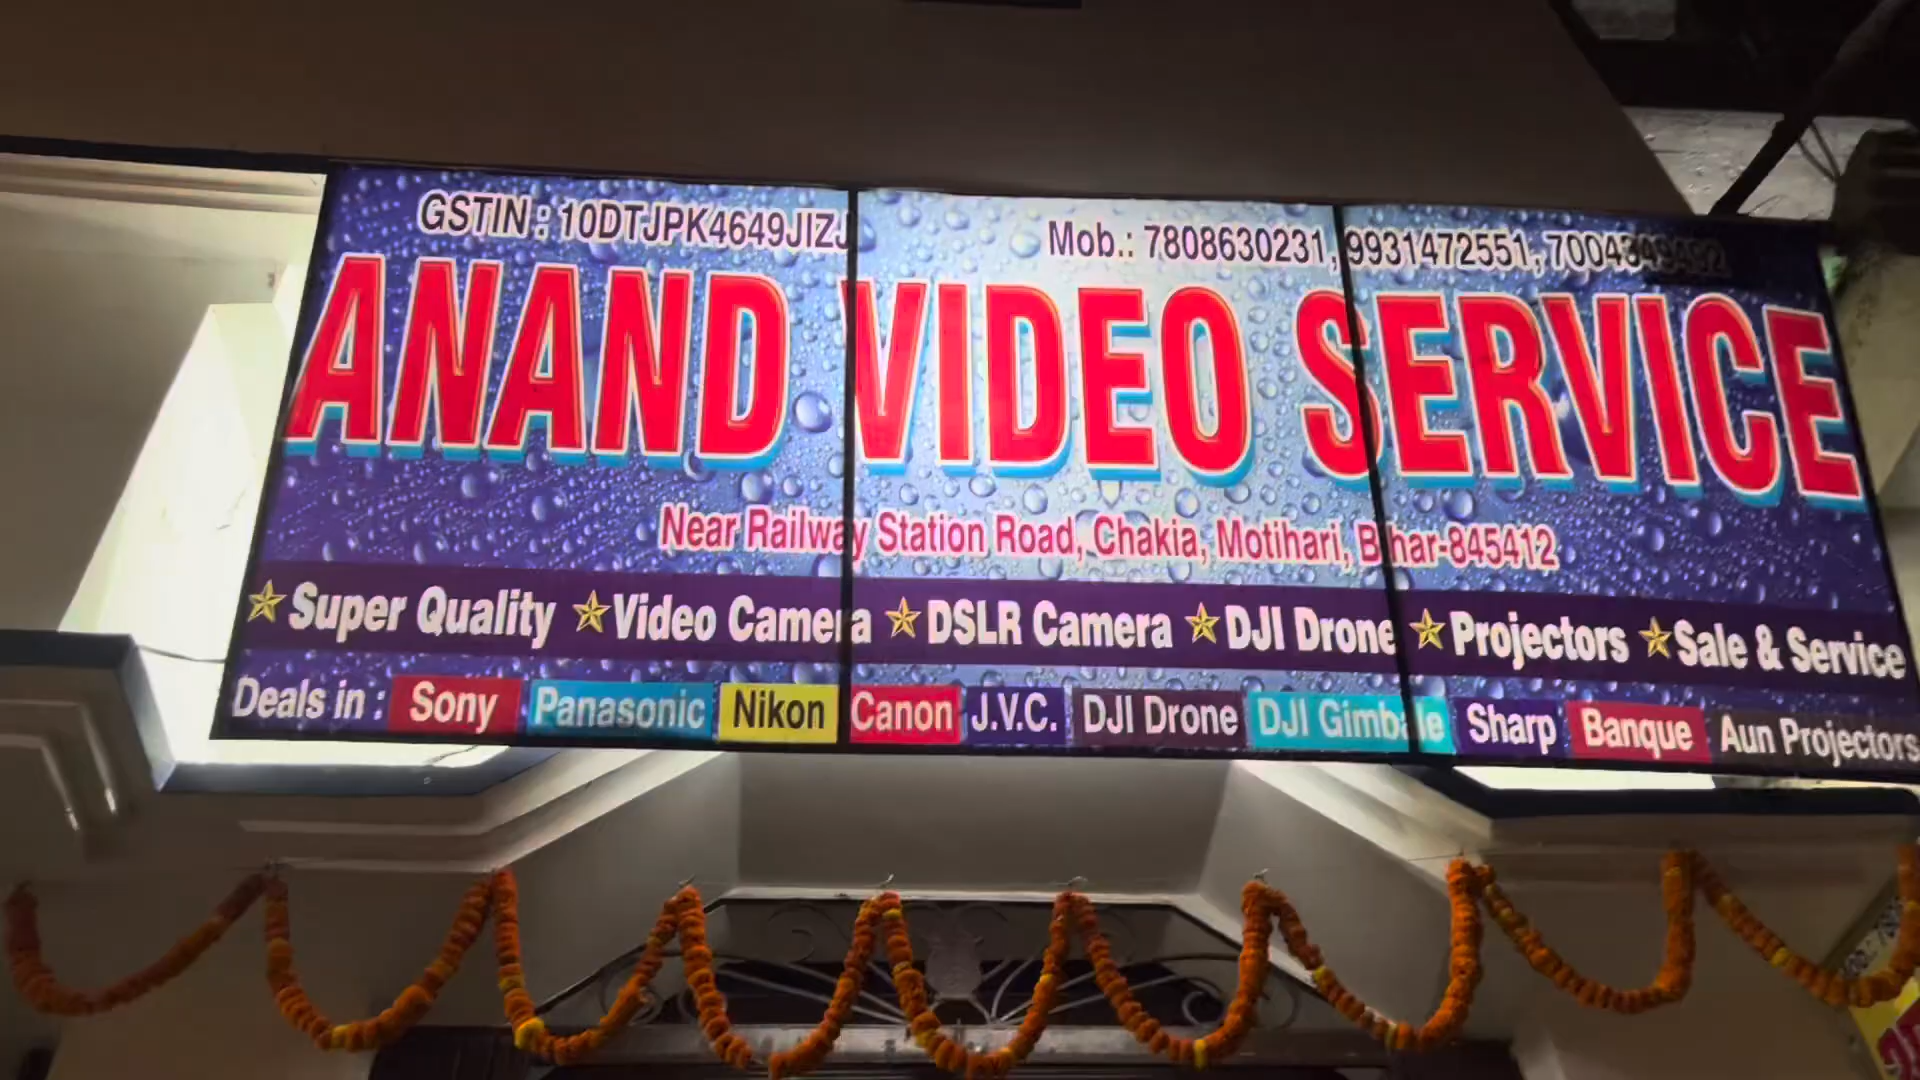 GSTIN : 10DTJPK4649JIZJ
Mob.: 7808630231, 9931472551,
ANAND VIDEO SERVICE
Near Railway Station Road, Chakia, Motihari, Bihar-845412
Super Quality Video Camera DSLR Camera DJI Drone Projectors Sale & Service
Deals in : Sony Panasonic Nikon Canon J.V.C. DJI Drone DJI Gimbale Sharp Banque Aun Projectors